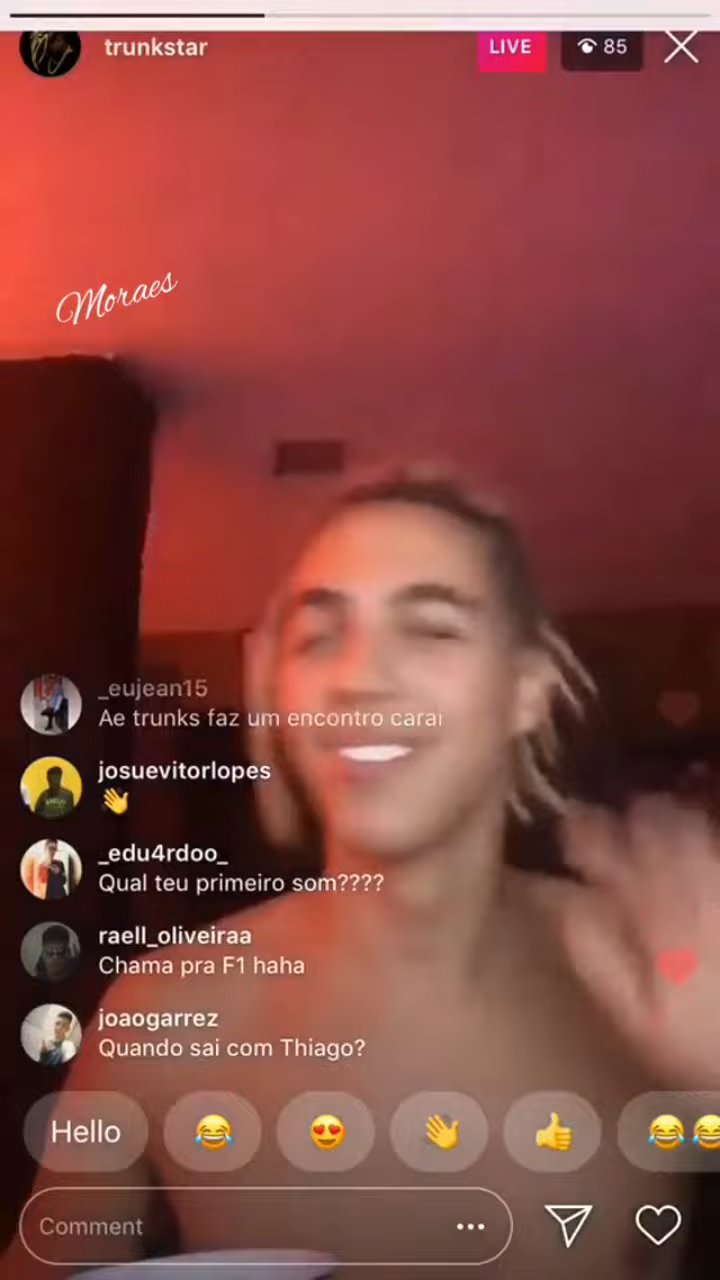 trunkstar
LIVE
85
Moraes
_eujean15
Ae trunks faz um encontro carai
josuevitorlopes
👋
_edu4rdoo_
Qual teu primeiro som????
raell_oliveiraa
Chama pra F1 haha
joaogarrez
Quando sai com Thiago?
Hello 😂 😍 👋 👍 😂😂
Comment